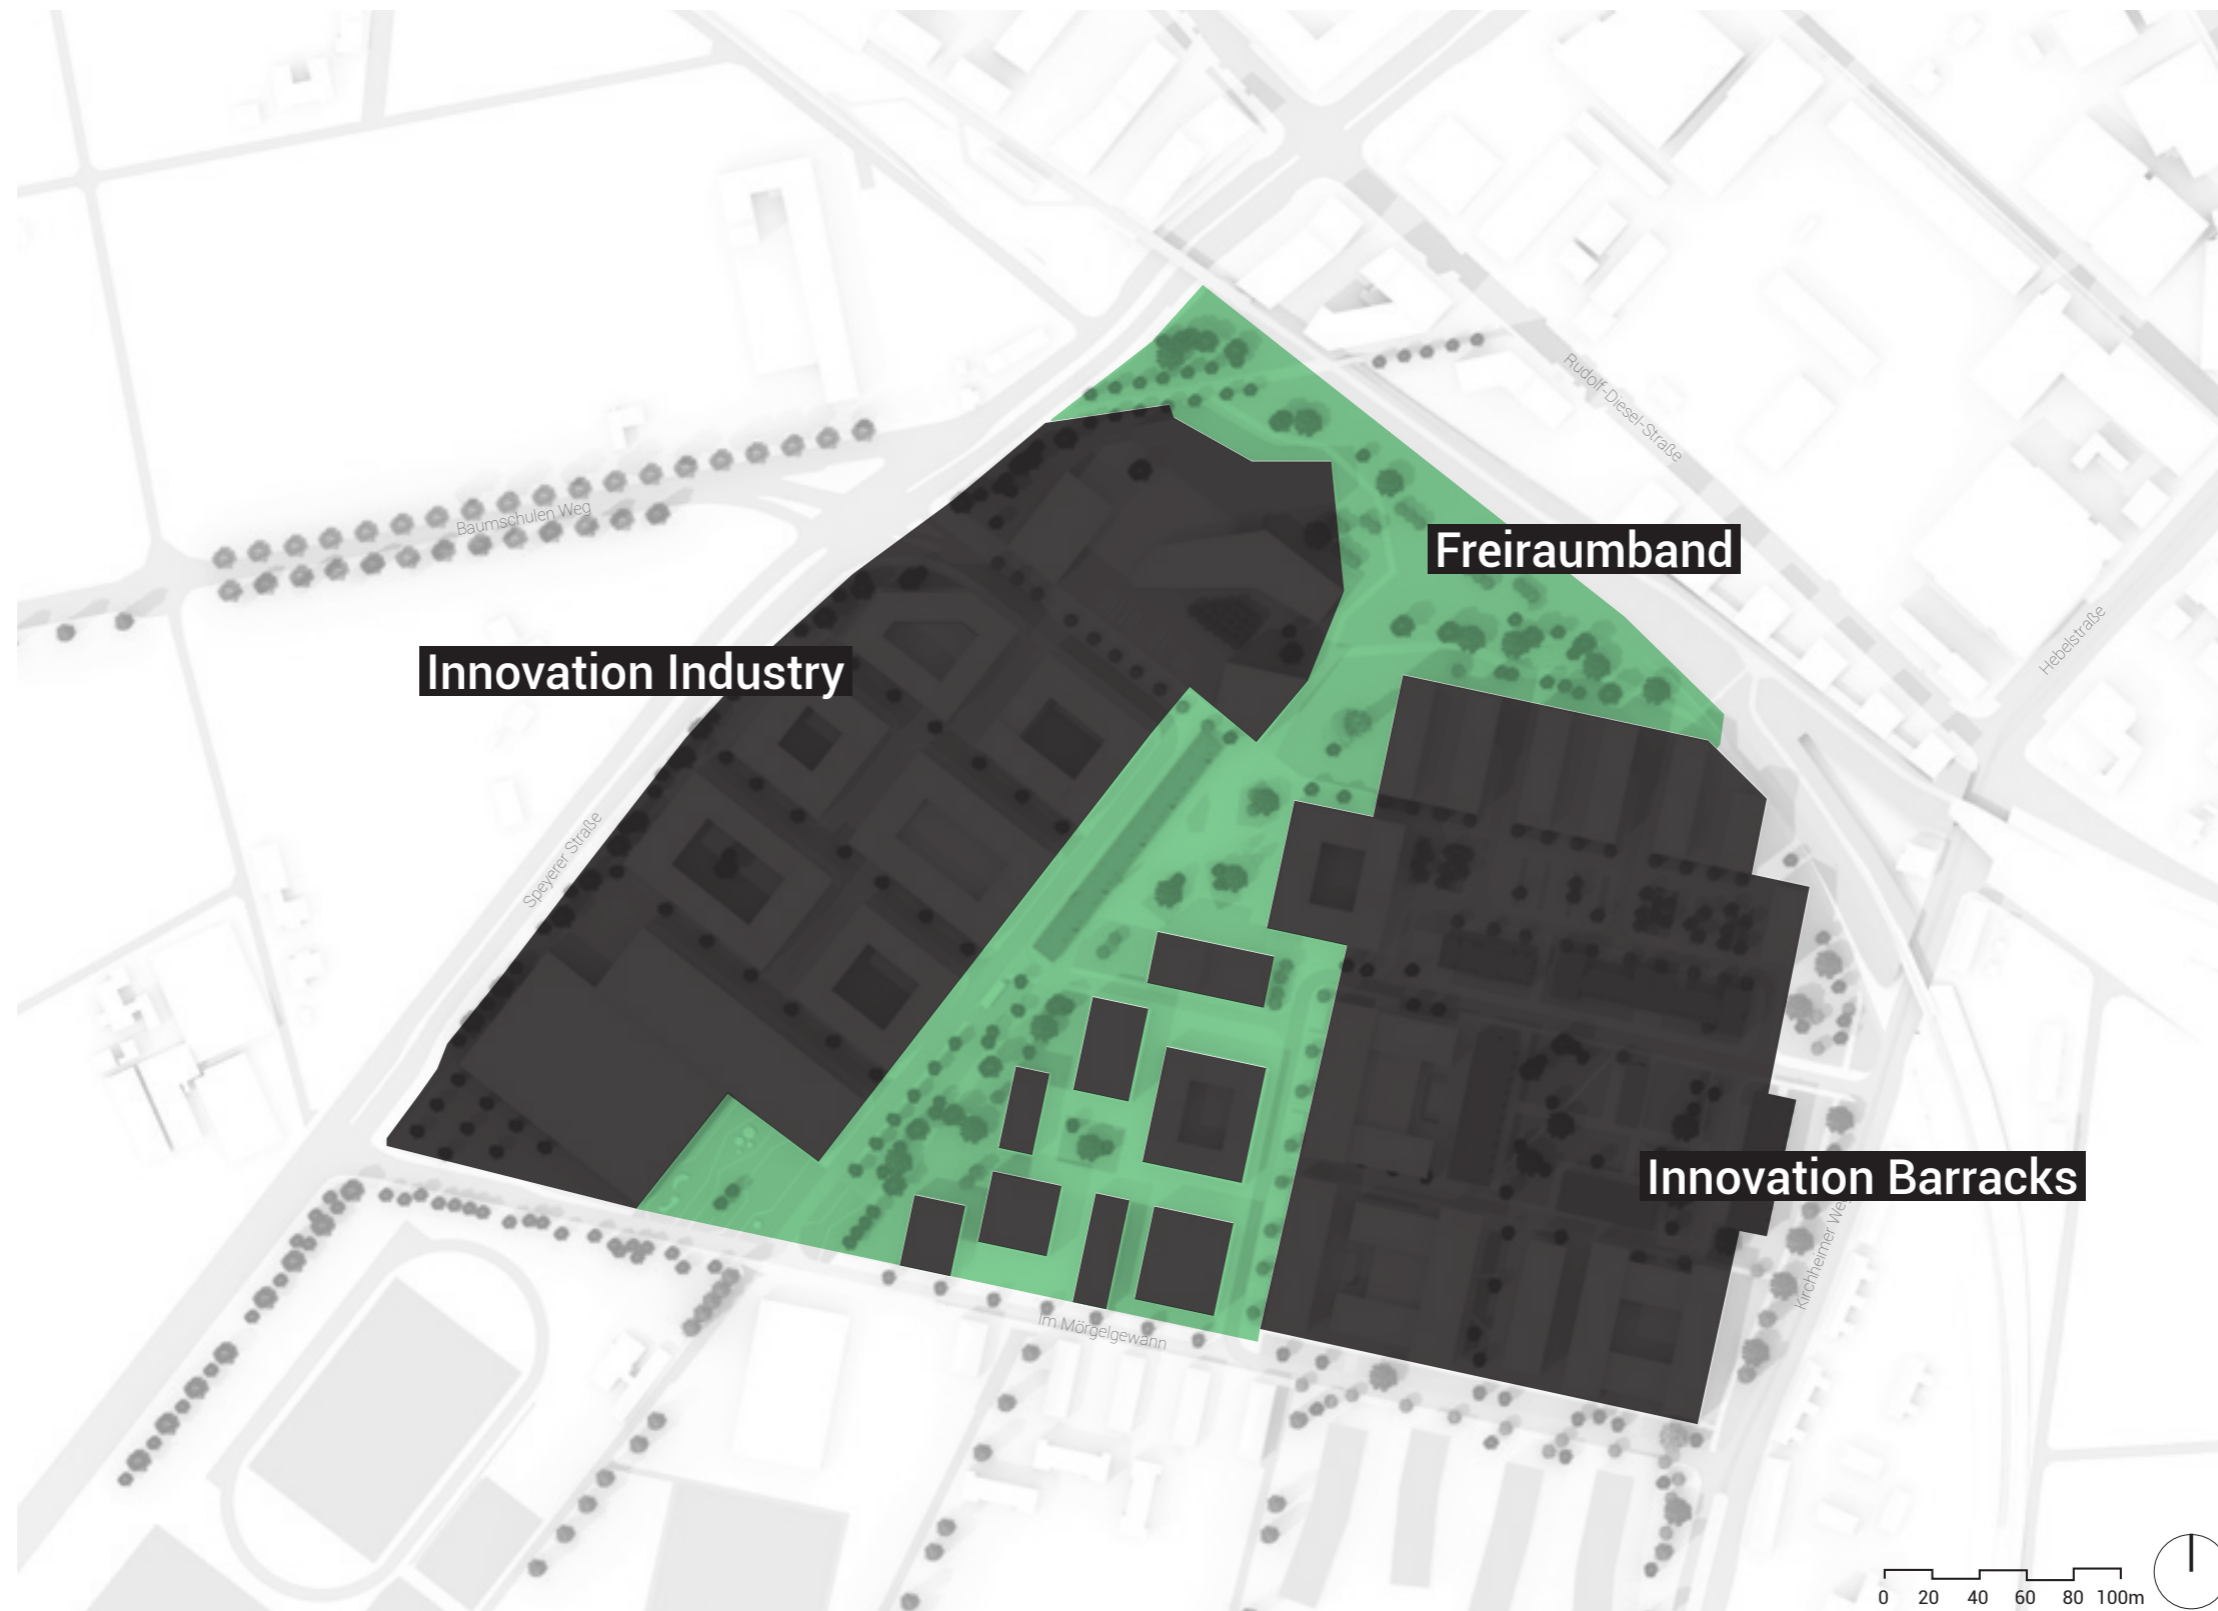 Rudolf-Diesel-Straße
Baumschulen Weg
Freiraumband
Hebelstraße
Innovation Industry
Speyerer Straße
Innovation Barracks
Kirchheimer Weg
Im Mörgelgewann
0 20 40 60 80 100m